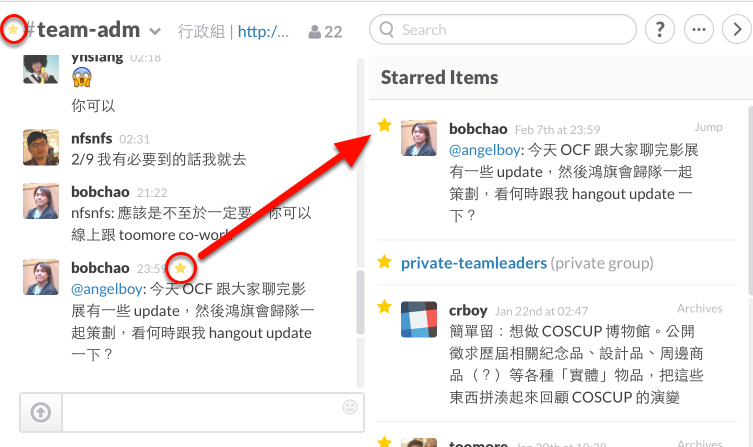 #team-adm
行政組 | http:/...
22
ynslang 02:18
你可以
nfsnfs 02:31
2/9 我有必要到的話我就去
bobchao 21:22
nfsnfs: 應該是不至於一定要，你可以
線上跟 toomore co-work
bobchao 23:59
@angelboy: 今天 OCF 跟大家聊完影
展有一些 update，然後鴻旗會歸隊一
起策劃，看何時跟我 hangout update
一下？
Search
?
Starred Items
bobchao Feb 7th at 23:59 Jump
@angelboy: 今天 OCF 跟大家聊完影展
有一些 update，然後鴻旗會歸隊一起
策劃，看何時跟我 hangout update 一
下？
private-teamleaders (private group)
crboy Jan 22nd at 02:47 Archives
簡單留：想做 COSCUP 博物館。公開
徵求歷屆相關紀念品、設計品、周邊商
品（？）等各種「實體」物品，把這些
東西拼湊起來回顧 COSCUP 的演變
toomore Jan 20th at 10:38 Archives